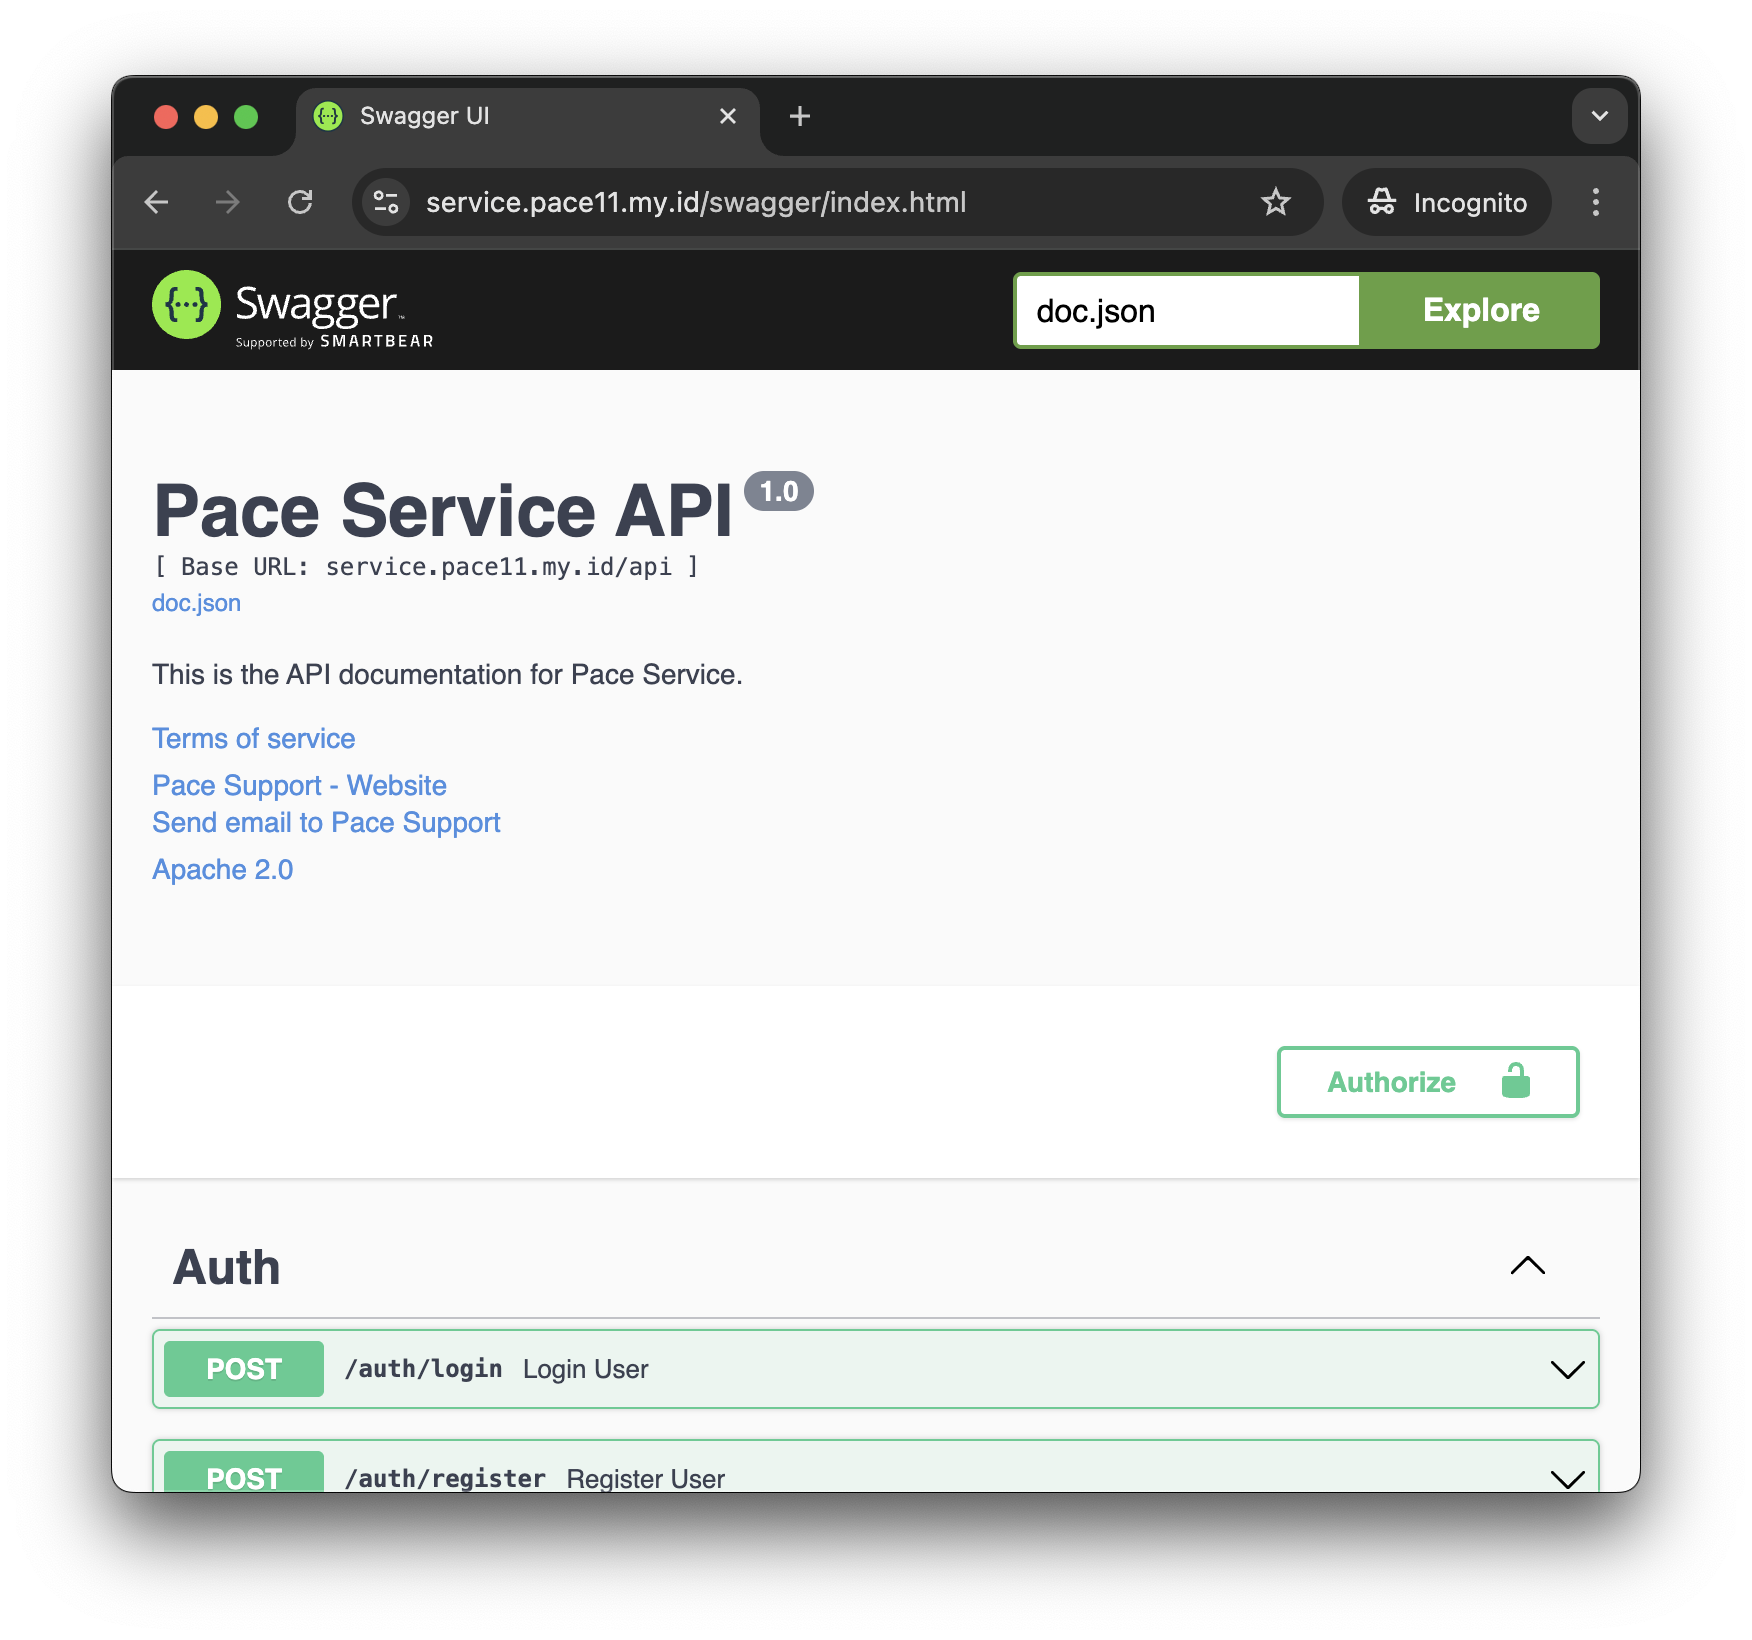 Swagger UI
service.pace11.my.id/swagger/index.html
Incognito
{...} Swagger
Supported by SMARTBEAR
doc.json
Explore
Pace Service API 1.0
[ Base URL: service.pace11.my.id/api ]
doc.json
This is the API documentation for Pace Service.
Terms of service
Pace Support - Website
Send email to Pace Support
Apache 2.0
Authorize
Auth
POST /auth/login Login User
POST /auth/register Register User